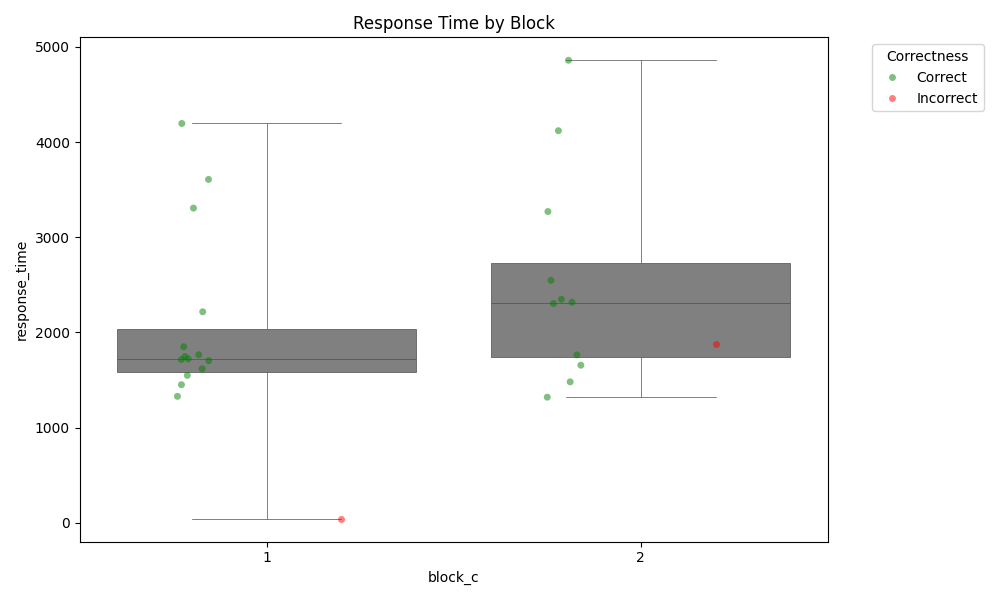 Response Time by Block
Correctness
Correct
Incorrect
response_time
5000
4000
3000
2000
1000
0
1
2
block_c